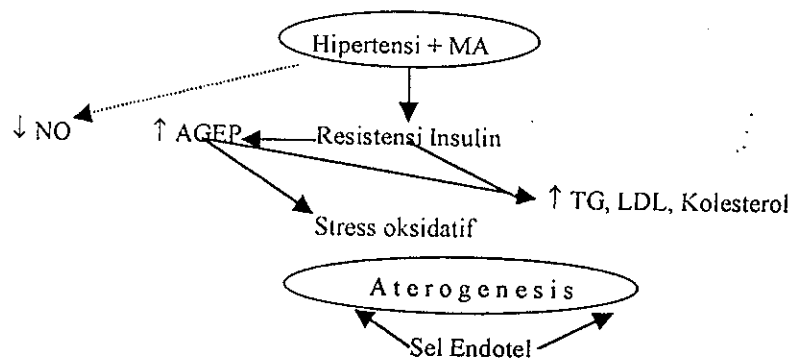 Hipertensi + MA
↓ NO
↑ AGEP
Resistensi Insulin
↑ TG, LDL, Kolesterol
Stress oksidatif
Aterogenesis
Sel Endotel